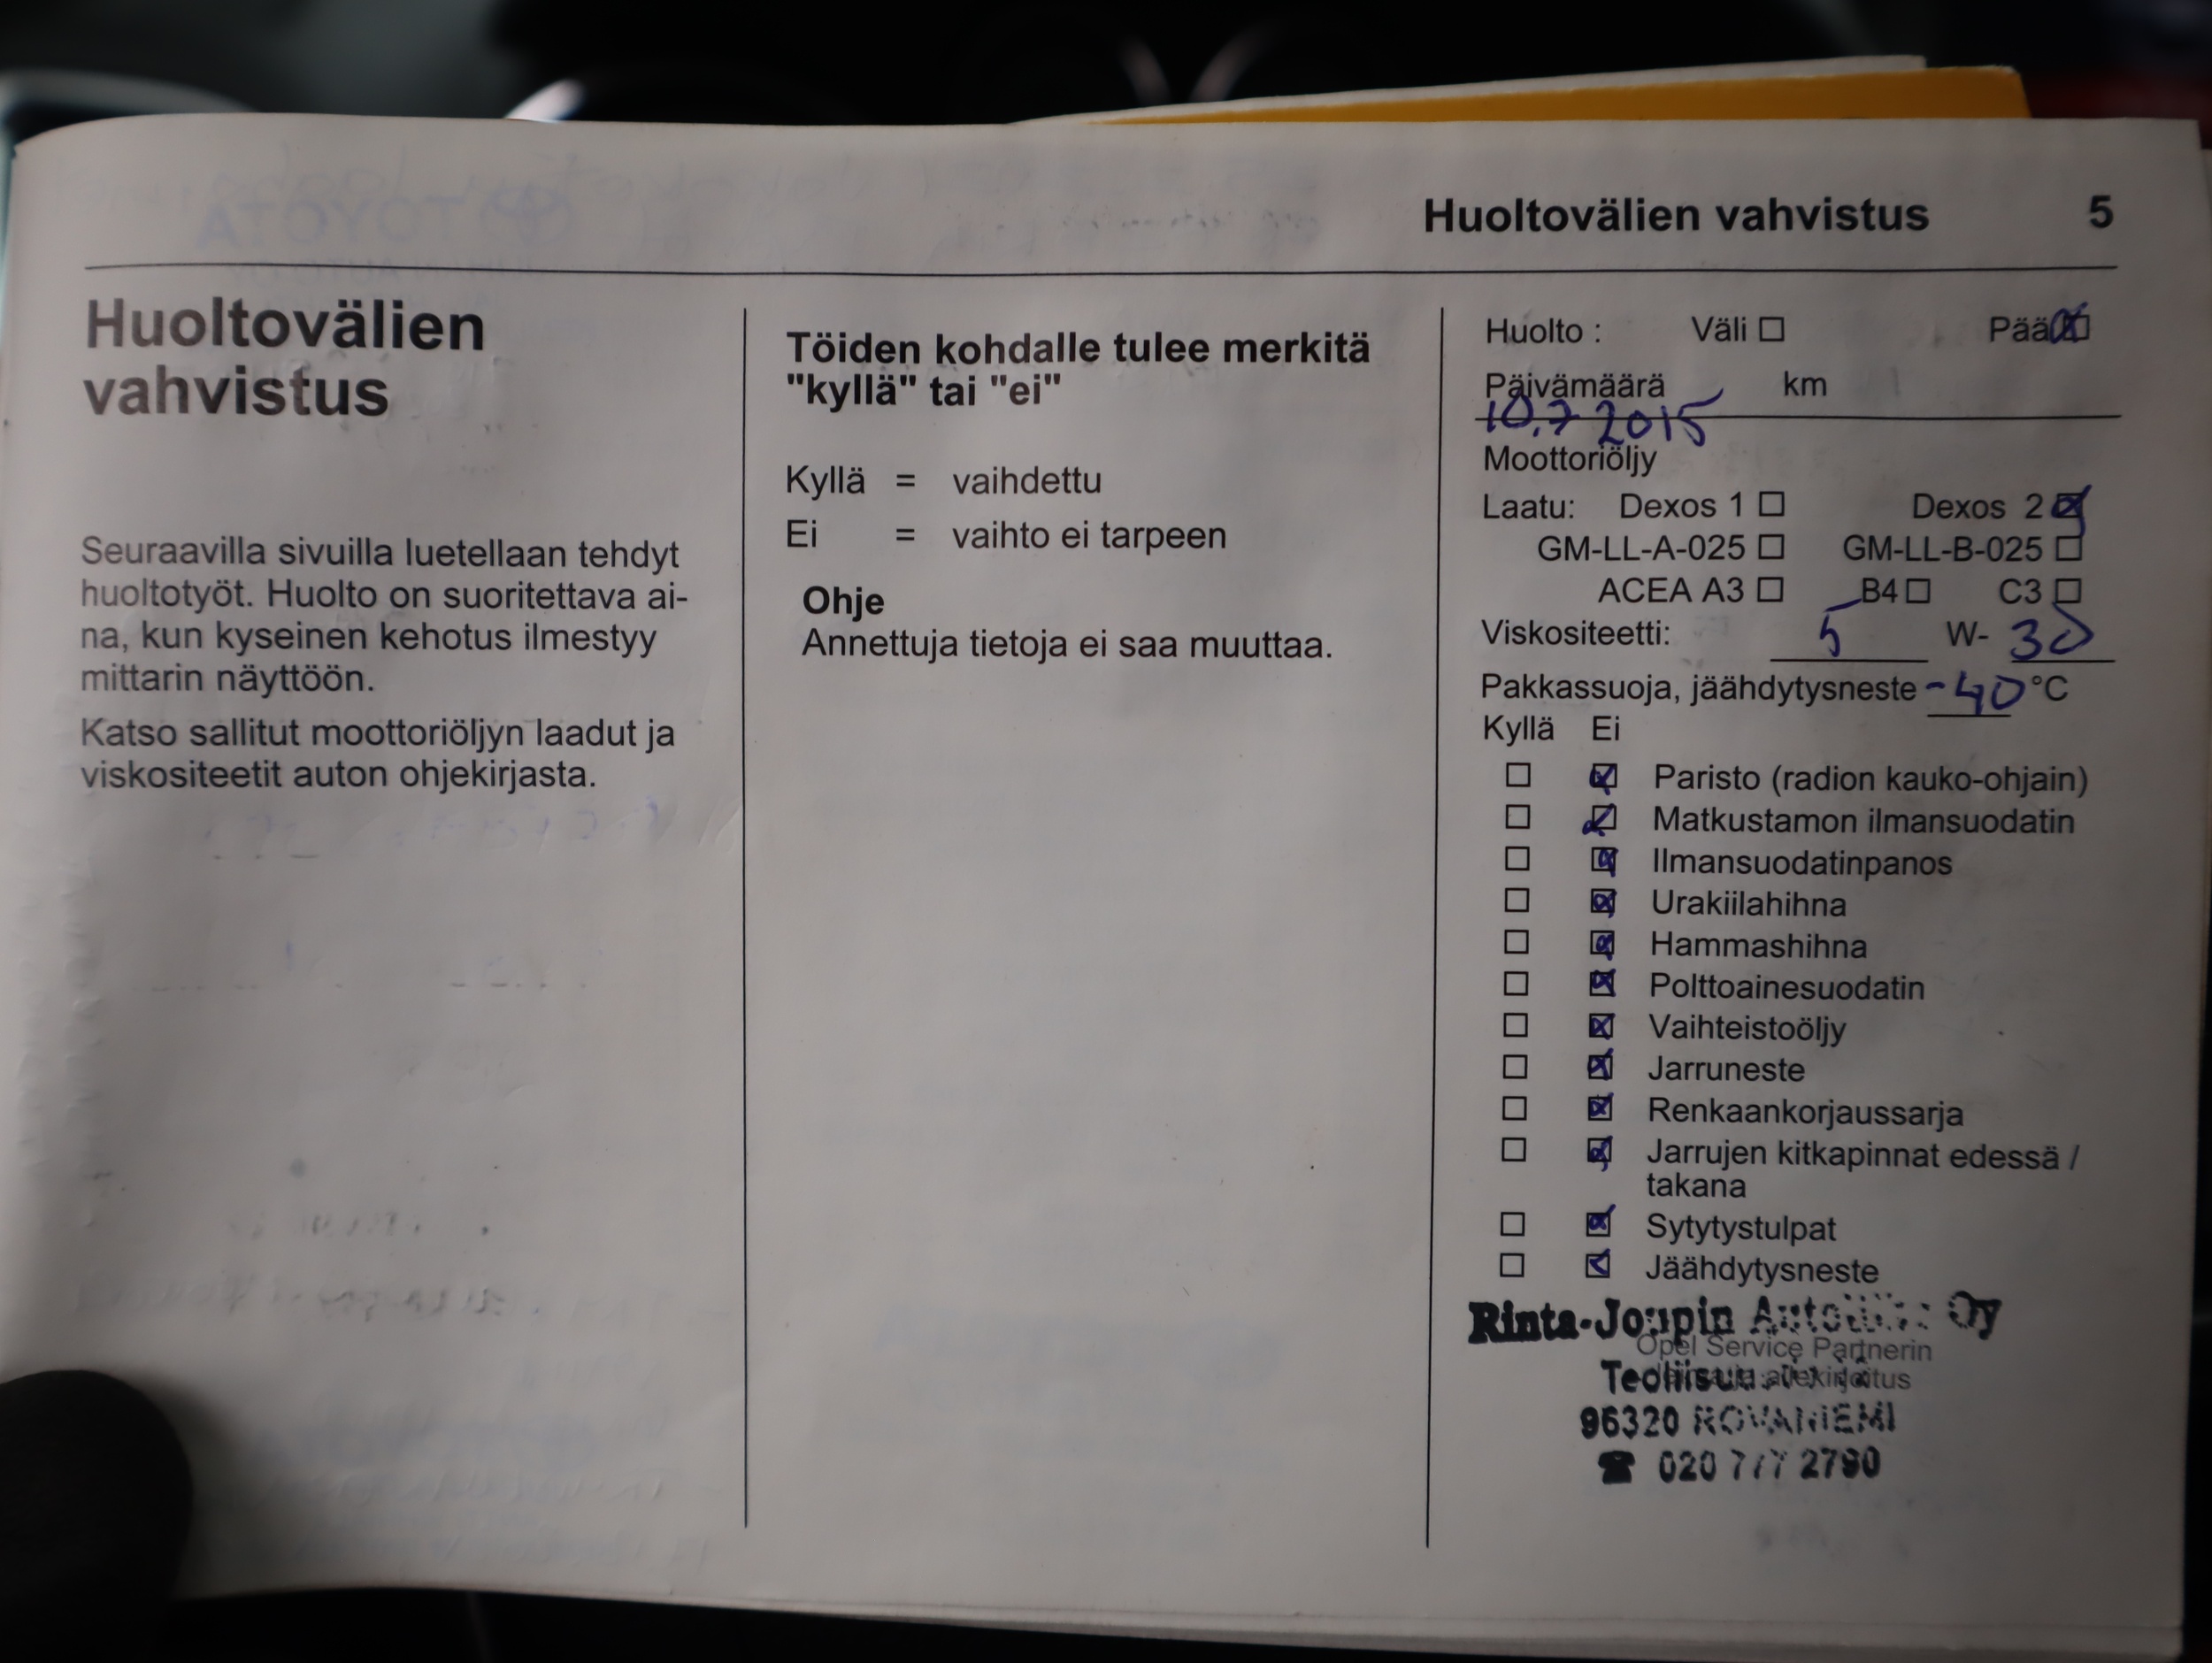 Huoltovälien vahvistus 5
Huoltovälien
vahvistus
Seuraavilla sivuilla luetellaan tehdyt
huoltotyöt. Huolto on suoritettava ai-
na, kun kyseinen kehotus ilmestyy
mittarin näyttöön.
Katso sallitut moottoriöljyn laadut ja
viskositeetit auton ohjekirjasta.
Töiden kohdalle tulee merkitä
"kyllä" tai "ei"
Kyllä = vaihdettu
Ei = vaihto ei tarpeen
Ohje
Annettuja tietoja ei saa muuttaa.
Huolto : Väli ☐ Pää ☒
Päivämäärä km
10.7 2015
Moottoriöljy
Laatu: Dexos 1 ☐ Dexos 2 ☒
GM-LL-A-025 ☐ GM-LL-B-025 ☐
ACEA A3 ☐ B4 ☐ C3 ☐
Viskositeetti: 5 W- 30
Pakkassuoja, jäähdytysneste -40 °C
Kyllä Ei
☐ ☒ Paristo (radion kauko-ohjain)
☐ ☒ Matkustamon ilmansuodatin
☐ ☒ Ilmansuodatinpanos
☐ ☒ Urakiilahihna
☐ ☒ Hammashihna
☐ ☒ Polttoainesuodatin
☐ ☒ Vaihteistoöljy
☐ ☒ Jarruneste
☐ ☒ Renkaankorjaussarja
☐ ☒ Jarrujen kitkapinnat edessä /
takana
☐ ☒ Sytytystulpat
☐ ☒ Jäähdytysneste
Rinta-Joupin Oy
Opel Service Partnerin
allekirjoitus
96320 ROVANIEMI
☎ 020 777 2790
TOYOTA